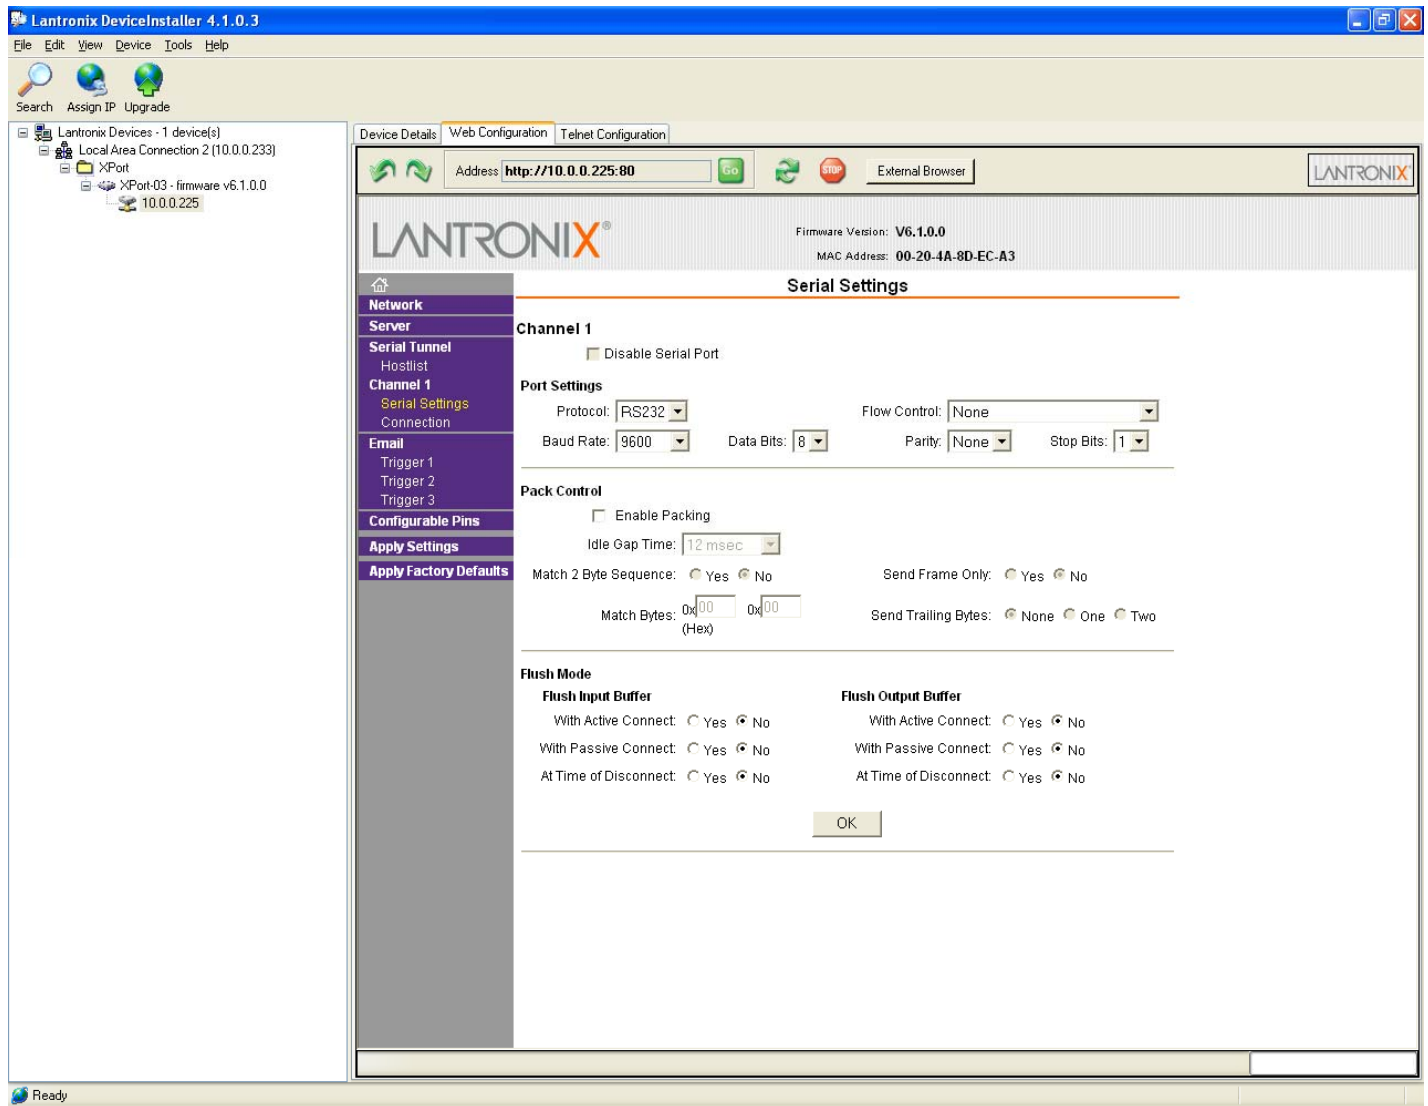 Lantronix DeviceInstaller 4.1.0.3
File Edit View Device Tools Help
Search Assign IP Upgrade
Lantronix Devices - 1 device(s)
Local Area Connection 2 (10.0.0.233)
XPort
XPort-03 - firmware v6.1.0.0
10.0.0.225
Device Details Web Configuration Telnet Configuration
Address http://10.0.0.225:80 Go STOP External Browser LANTRONIX
LANTRONIX®
Firmware Version: V6.1.0.0
MAC Address: 00-20-4A-8D-EC-A3
Network
Server
Serial Tunnel
Hostlist
Channel 1
Serial Settings
Connection
Email
Trigger 1
Trigger 2
Trigger 3
Configurable Pins
Apply Settings
Apply Factory Defaults
Serial Settings
Channel 1
Disable Serial Port
Port Settings
Protocol: RS232 Flow Control: None
Baud Rate: 9600 Data Bits: 8 Parity: None Stop Bits: 1
Pack Control
Enable Packing
Idle Gap Time: 12 msec
Match 2 Byte Sequence: Yes No Send Frame Only: Yes No
Match Bytes: 0x 00 0x 00 Send Trailing Bytes: None One Two
(Hex)
Flush Mode
Flush Input Buffer Flush Output Buffer
With Active Connect: Yes No With Active Connect: Yes No
With Passive Connect: Yes No With Passive Connect: Yes No
At Time of Disconnect: Yes No At Time of Disconnect: Yes No
OK
Ready